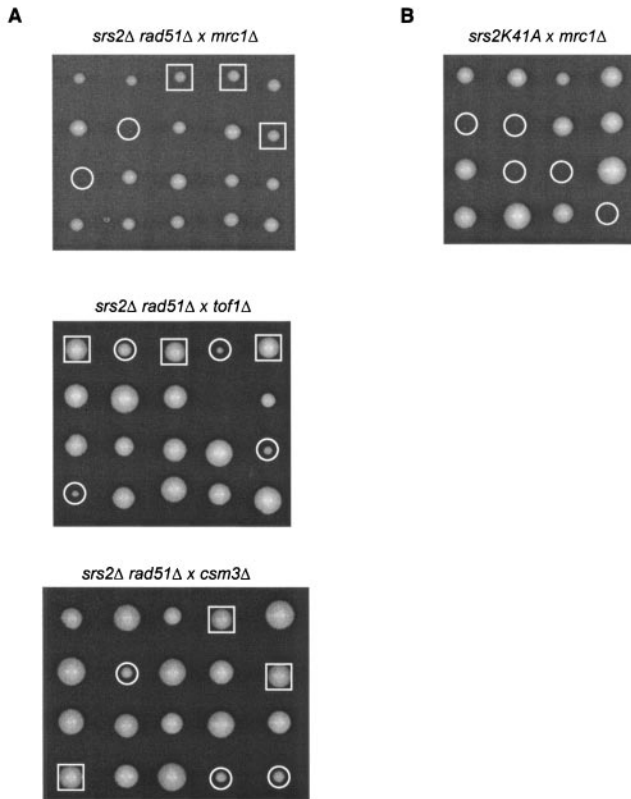 A
B
srs2Δ rad51Δ x mrc1Δ
srs2K41A x mrc1Δ
srs2Δ rad51Δ x tof1Δ
srs2Δ rad51Δ x csm3Δ